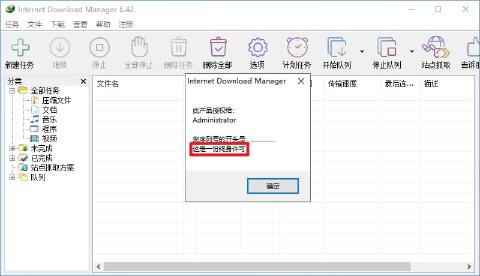 Internet Download Manager 6.42
任务 文件 下载 查看 帮助 注册
新建任务 继续 停止 全部停止 删除任务 删除全部 选项 计划任务 开始队列 停止队列 站点抓取 告诉朋
分类
文件名 传输速度 最后连... 描述
全部任务
压缩文件
文档
音乐
程序
视频
未完成
已完成
站点抓取方案
队列
Internet Download Manager
此产品授权给:
Administrator
您序列号的开头是 ..............
这是一份终身许可
确定